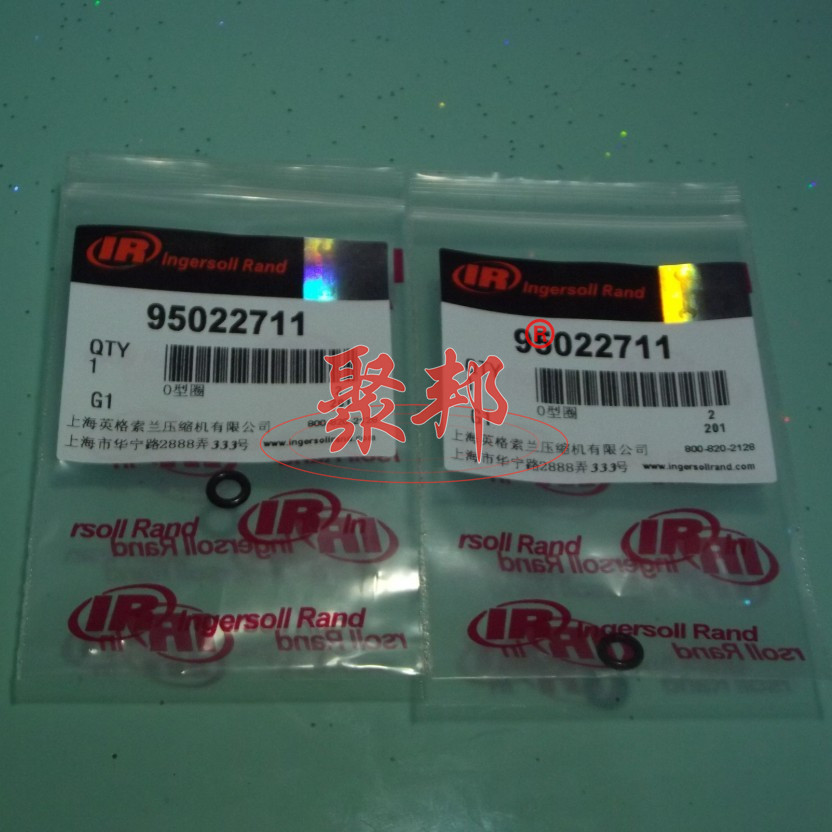 IR Ingersoll Rand
95022711
QTY
1
G1
O型圈
上海英格索兰压缩机有限公司
上海市华宁路2888弄333号
www.ingersollrand.com
rsoll Rand
IR
IR Ingersoll Rand
IR Ingersoll Rand
95022711
QTY
O型圈
2
201
上海英格索兰压缩机有限公司
800-820-2128
上海市华宁路2888弄333号
www.ingersollrand.com
rsoll Rand
IR
IR Ingersoll Rand
聚邦®